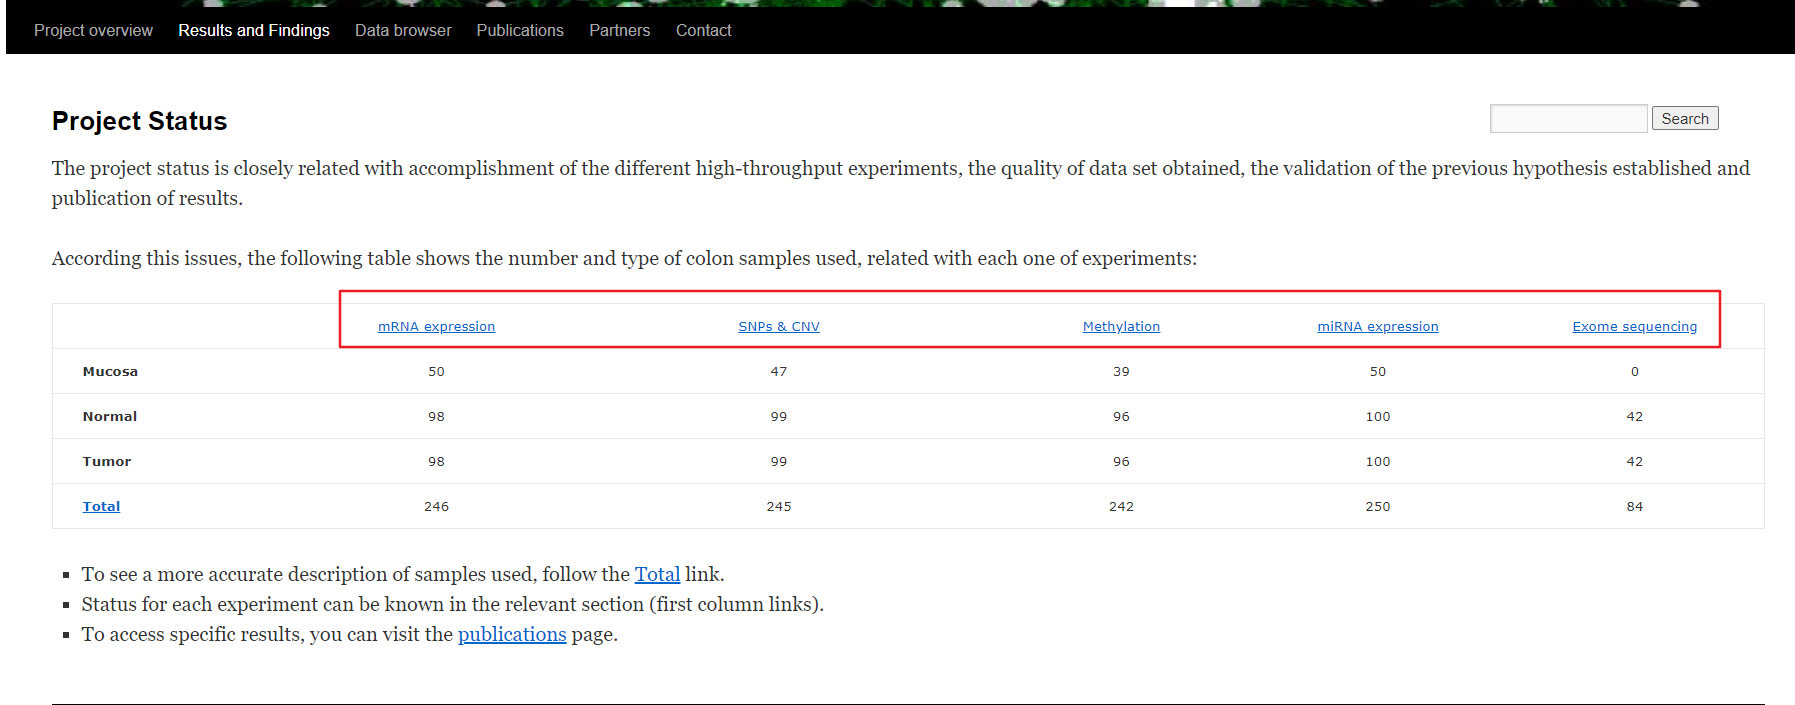 Project overview Results and Findings Data browser Publications Partners Contact
Project Status
Search
The project status is closely related with accomplishment of the different high-throughput experiments, the quality of data set obtained, the validation of the previous hypothesis established and
publication of results.
According this issues, the following table shows the number and type of colon samples used, related with each one of experiments:
mRNA expression SNPs & CNV Methylation miRNA expression Exome sequencing
Mucosa 50 47 39 50 0
Normal 98 99 96 100 42
Tumor 98 99 96 100 42
Total 246 245 242 250 84
To see a more accurate description of samples used, follow the Total link.
Status for each experiment can be known in the relevant section (first column links).
To access specific results, you can visit the publications page.